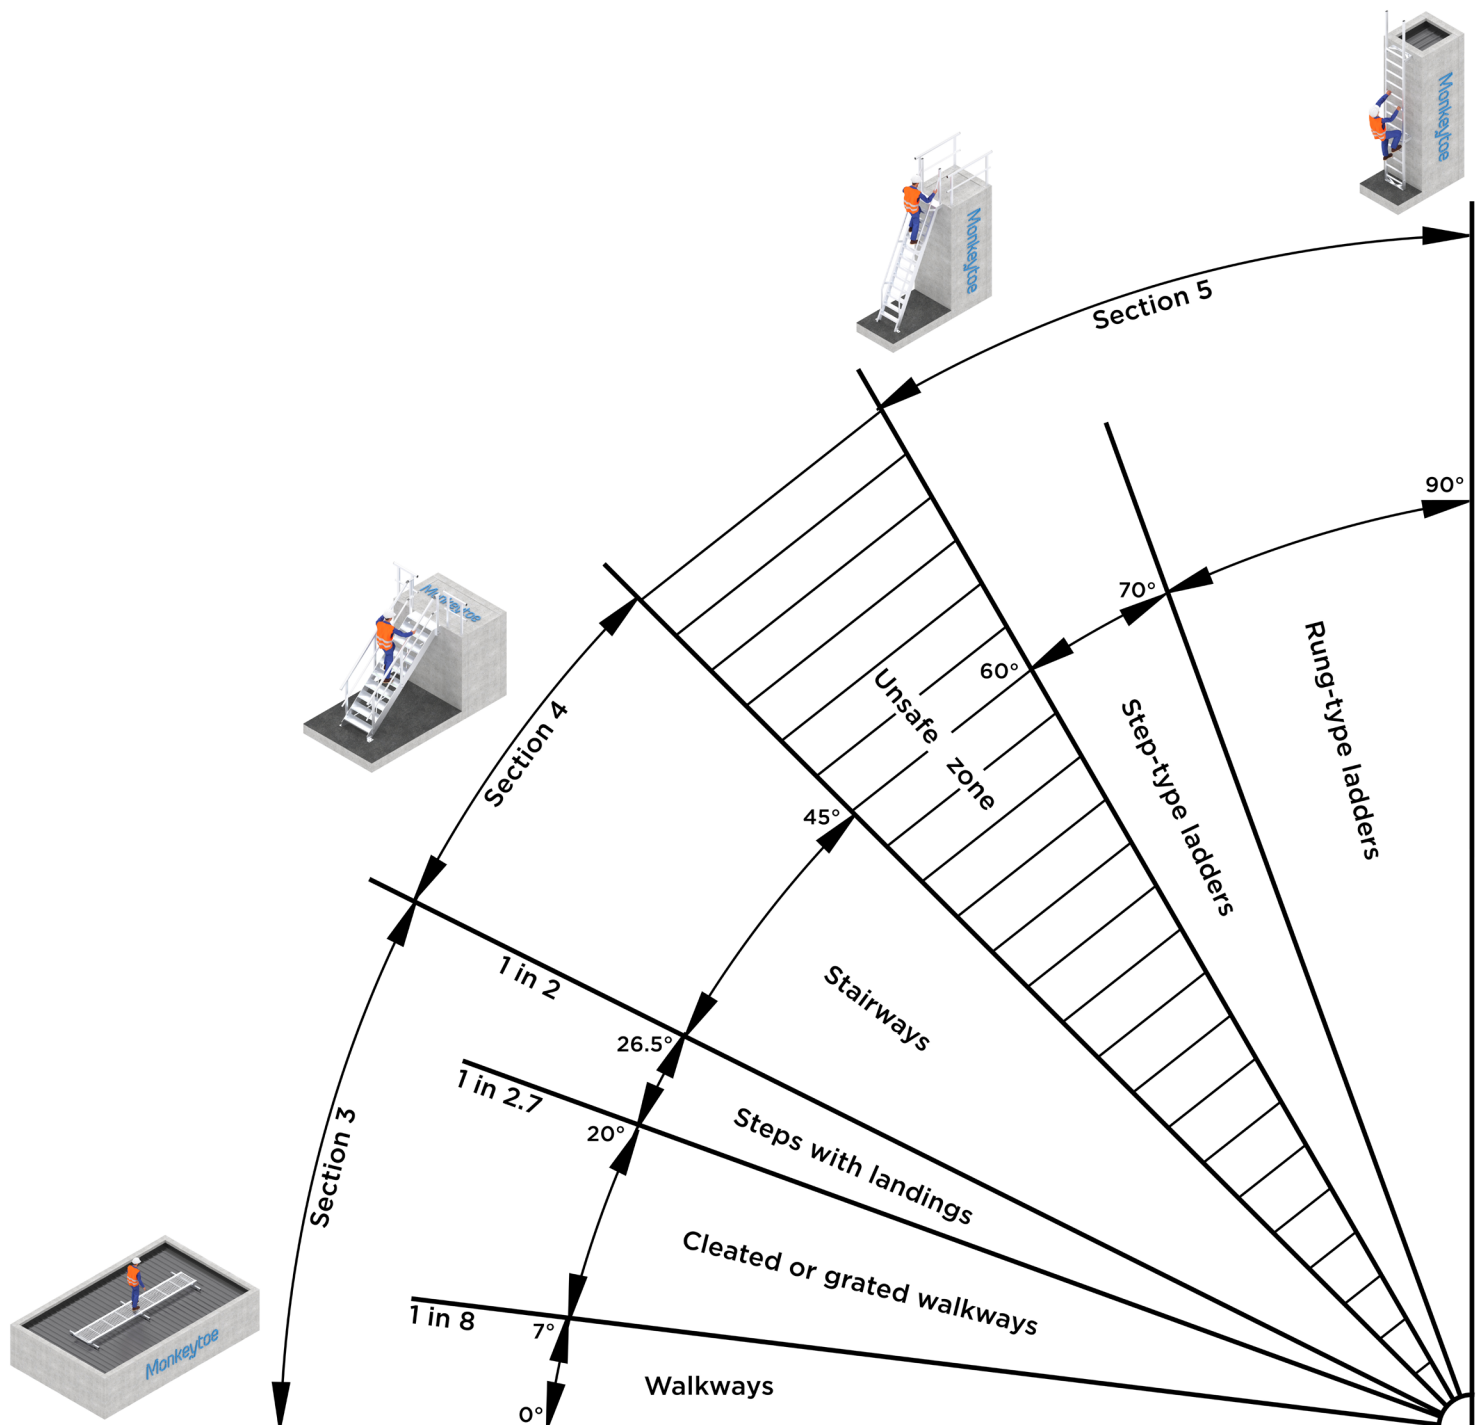 Monkeytoe
Monkeytoe
Section 5
90°
70°
60°
Rung-type ladders
Step-type ladders
Unsafe zone
Monkeytoe
Section 4
45°
Stairways
1 in 2
26.5°
1 in 2.7
20°
Steps with landings
Section 3
Cleated or grated walkways
1 in 8
7°
Monkeytoe
Walkways
0°